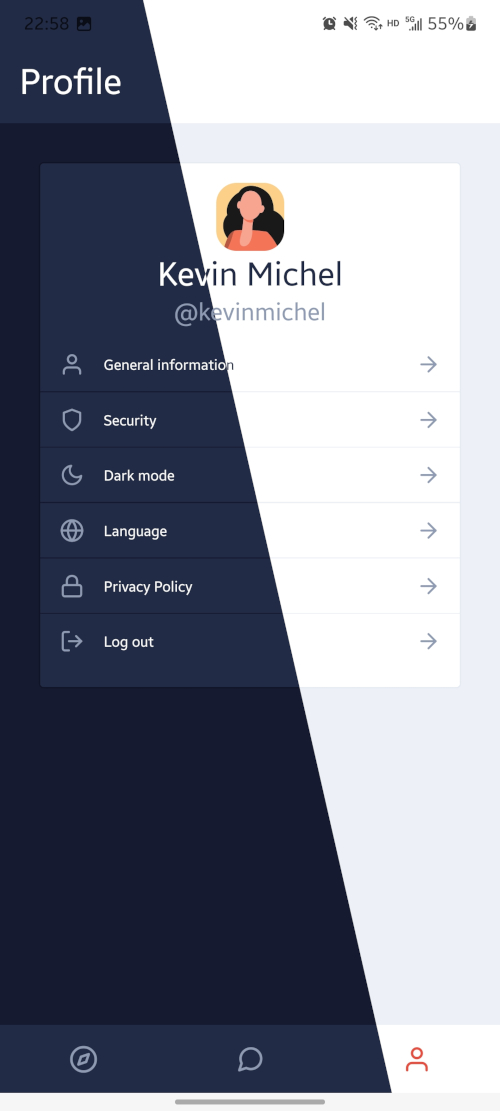 22:58
HD 5G 55%
Profile
Kevin Michel
@kevinmichel
General information
Security
Dark mode
Language
Privacy Policy
Log out